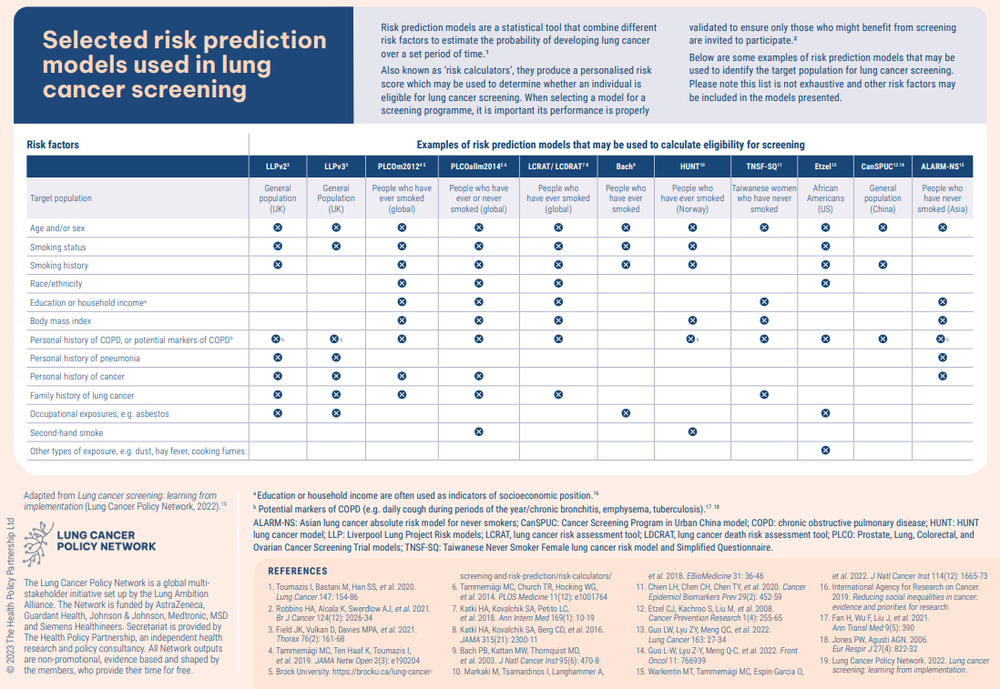 Selected risk prediction
models used in lung
cancer screening
Risk prediction models are a statistical tool that combine different
risk factors to estimate the probability of developing lung cancer
over a set period of time.¹
Also known as ‘risk calculators’, they produce a personalised risk
score which may be used to determine whether an individual is
eligible for lung cancer screening. When selecting a model for a
screening programme, it is important its performance is properly
validated to ensure only those who might benefit from screening
are invited to participate.²
Below are some examples of risk prediction models that may be
used to identify the target population for lung cancer screening.
Please note this list is not exhaustive and other risk factors may
be included in the models presented.
Risk factors Examples of risk prediction models that may be used to calculate eligibility for screening
LLPv2³ LLPv3³ PLCOm2012⁴ ⁵ PLCOallm2014⁵ ⁶ LCRAT/ LCDRAT⁷ ⁸ Bach⁹ HUNT¹⁰ TNSF-SQ¹¹ Etzel¹² CanSPUC¹³ ¹⁴ ALARM-NS¹⁵
Target population
General
population
(UK)
General
Population
(UK)
People who have
ever smoked
(global)
People who have
ever or never
smoked (global)
People who
have ever smoked
(global)
People who
have ever
smoked
People who have
ever smoked
(Norway)
Taiwanese women
who have never
smoked
African
Americans
(US)
General
population
(China)
People who
have never
smoked (Asia)
Age and/or sex
Smoking status
Smoking history
Race/ethnicity
Education or household incomeᵃ
Body mass index
Personal history of COPD, or potential markers of COPDᵇ b b b b
Personal history of pneumonia
Personal history of cancer
Family history of lung cancer
Occupational exposures, e.g. asbestos
Second-hand smoke
Other types of exposure, e.g. dust, hay fever, cooking fumes
Adapted from Lung cancer screening: learning from
implementation (Lung Cancer Policy Network, 2022).¹⁹
LUNG CANCER
POLICY NETWORK
The Lung Cancer Policy Network is a global multi-
stakeholder initiative set up by the Lung Ambition
Alliance. The Network is funded by AstraZeneca,
Guardant Health, Johnson & Johnson, Medtronic, MSD
and Siemens Healthineers. Secretariat is provided by
The Health Policy Partnership, an independent health
research and policy consultancy. All Network outputs
are non-promotional, evidence based and shaped by
the members, who provide their time for free.
© 2023 The Health Policy Partnership Ltd
ᵃ Education or household income are often used as indicators of socioeconomic position.¹⁶
ᵇ Potential markers of COPD (e.g. daily cough during periods of the year/chronic bronchitis, emphysema, tuberculosis).¹⁷ ¹⁸
ALARM-NS: Asian lung cancer absolute risk model for never smokers; CanSPUC: Cancer Screening Program in Urban China model; COPD: chronic obstructive pulmonary disease; HUNT: HUNT
lung cancer model; LLP: Liverpool Lung Project Risk models; LCRAT, lung cancer risk assessment tool; LDCRAT, lung cancer death risk assessment tool; PLCO: Prostate, Lung, Colorectal, and
Ovarian Cancer Screening Trial models; TNSF-SQ: Taiwanese Never Smoker Female lung cancer risk model and Simplified Questionnaire.
REFERENCES
1. Toumazis I, Bastani M, Han SS, et al. 2020.
Lung Cancer 147: 154-86
2. Robbins HA, Alcala K, Swerdlow AJ, et al. 2021.
Br J Cancer 124(12): 2026-34
3. Field JK, Vulkan D, Davies MPA, et al. 2021.
Thorax 76(2): 161-68
4. Tammemägi MC, Ten Haaf K, Toumazis I,
et al. 2019. JAMA Netw Open 2(3): e190204
5. Brock University. https://brocku.ca/lung-cancer-
screening-and-risk-prediction/risk-calculators/
6. Tammemägi MC, Church TR, Hocking WG,
et al. 2014. PLOS Medicine 11(12): e1001764
7. Katki HA, Kovalchik SA, Petito LC,
et al. 2018. Ann Intern Med 169(1): 10-19
8. Katki HA, Kovalchik SA, Berg CD, et al. 2016.
JAMA 315(21): 2300-11
9. Bach PB, Kattan MW, Thornquist MD,
et al. 2003. J Natl Cancer Inst 95(6): 470-8
10. Markaki M, Tsamardinos I, Langhammer A,
et al. 2018. EBioMedicine 31: 36-46
11. Chien LH, Chen CH, Chen TY, et al. 2020. Cancer
Epidemiol Biomarkers Prev 29(2): 452-59
12. Etzel CJ, Kachroo S, Liu M, et al. 2008.
Cancer Prevention Research 1(4): 255-65
13. Guo LW, Lyu ZY, Meng QC, et al. 2022.
Lung Cancer 163: 27-34
14. Guo L-W, Lyu Z-Y, Meng Q-C, et al. 2022. Front
Oncol 11: 766939
15. Warkentin MT, Tammemägi MC, Espin-Garcia O,
et al. 2022. J Natl Cancer Inst 114(12): 1665-73
16. International Agency for Research on Cancer.
2019. Reducing social inequalities in cancer:
evidence and priorities for research.
17. Fan H, Wu F, Liu J, et al. 2021.
Ann Transl Med 9(5): 390
18. Jones PW, Agusti AGN. 2006.
Eur Respir J 27(4): 822-32
19. Lung Cancer Policy Network. 2022. Lung cancer
screening: learning from implementation.